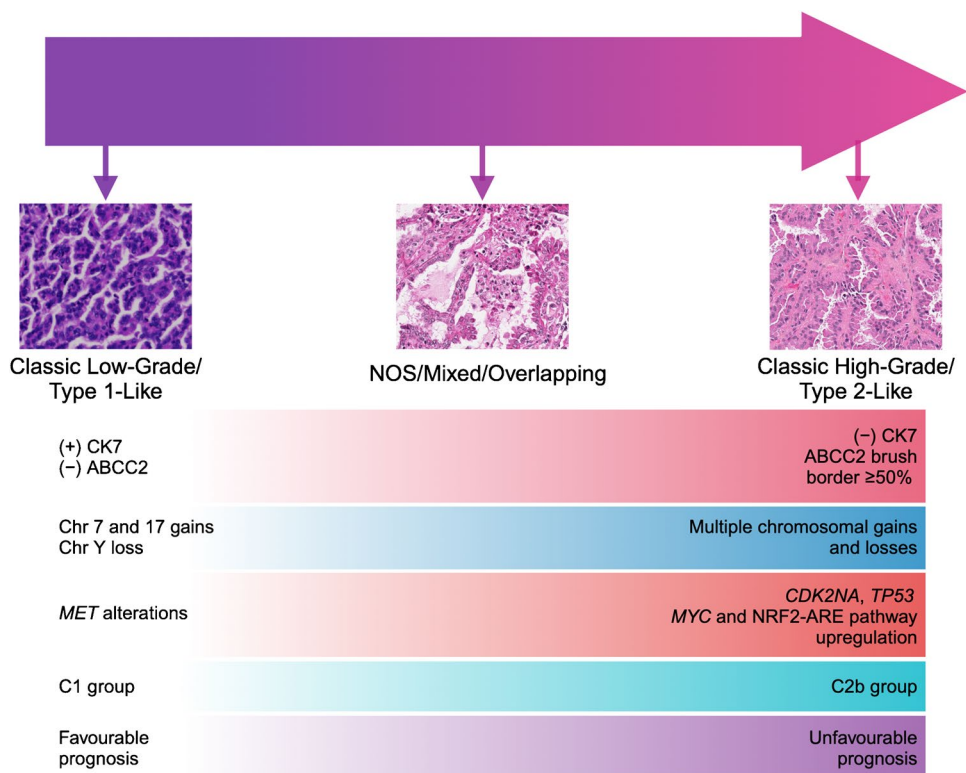 Classic Low-Grade/
Type 1-Like
NOS/Mixed/Overlapping
Classic High-Grade/
Type 2-Like
(+) CK7
(−) ABCC2
(−) CK7
ABCC2 brush
border ≥50%
Chr 7 and 17 gains
Chr Y loss
Multiple chromosomal gains
and losses
MET alterations
CDK2NA, TP53
MYC and NRF2-ARE pathway
upregulation
C1 group
C2b group
Favourable
prognosis
Unfavourable
prognosis